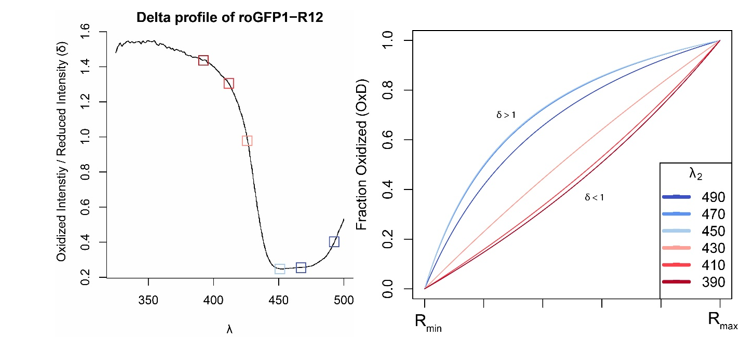 Delta profile of roGFP1−R12
Oxidized Intenstiy / Reduced Intensity (δ)
1.6
1.4
1.2
1.0
0.8
0.6
0.4
0.2
350
400
450
500
λ
Fraction Oxidized (OxD)
1.0
0.8
0.6
0.4
0.2
0.0
δ > 1
δ < 1
λ2
490
470
450
430
410
390
Rmin
Rmax